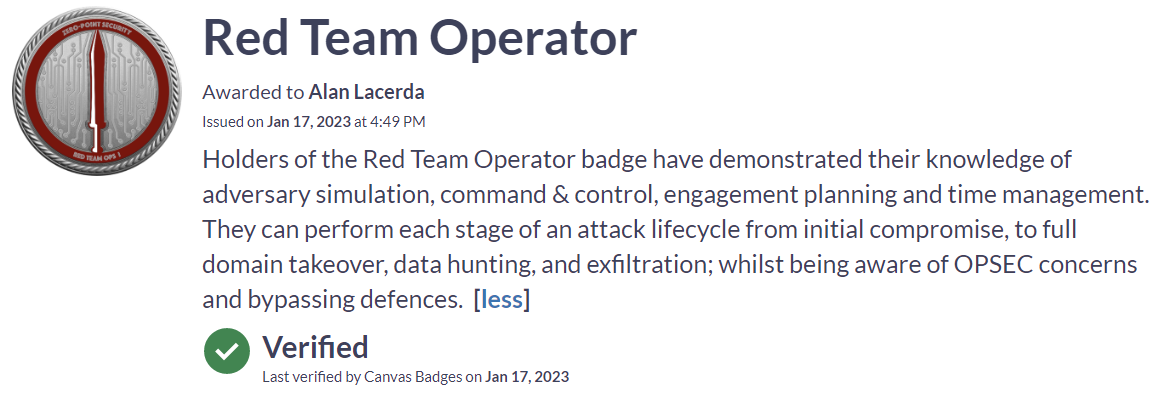 ZERO-POINT SECURITY
RED TEAM OPS 1
Red Team Operator
Awarded to Alan Lacerda
Issued on Jan 17, 2023 at 4:49 PM
Holders of the Red Team Operator badge have demonstrated their knowledge of
adversary simulation, command & control, engagement planning and time management.
They can perform each stage of an attack lifecycle from initial compromise, to full
domain takeover, data hunting, and exfiltration; whilst being aware of OPSEC concerns
and bypassing defences. [less]
Verified
Last verified by Canvas Badges on Jan 17, 2023